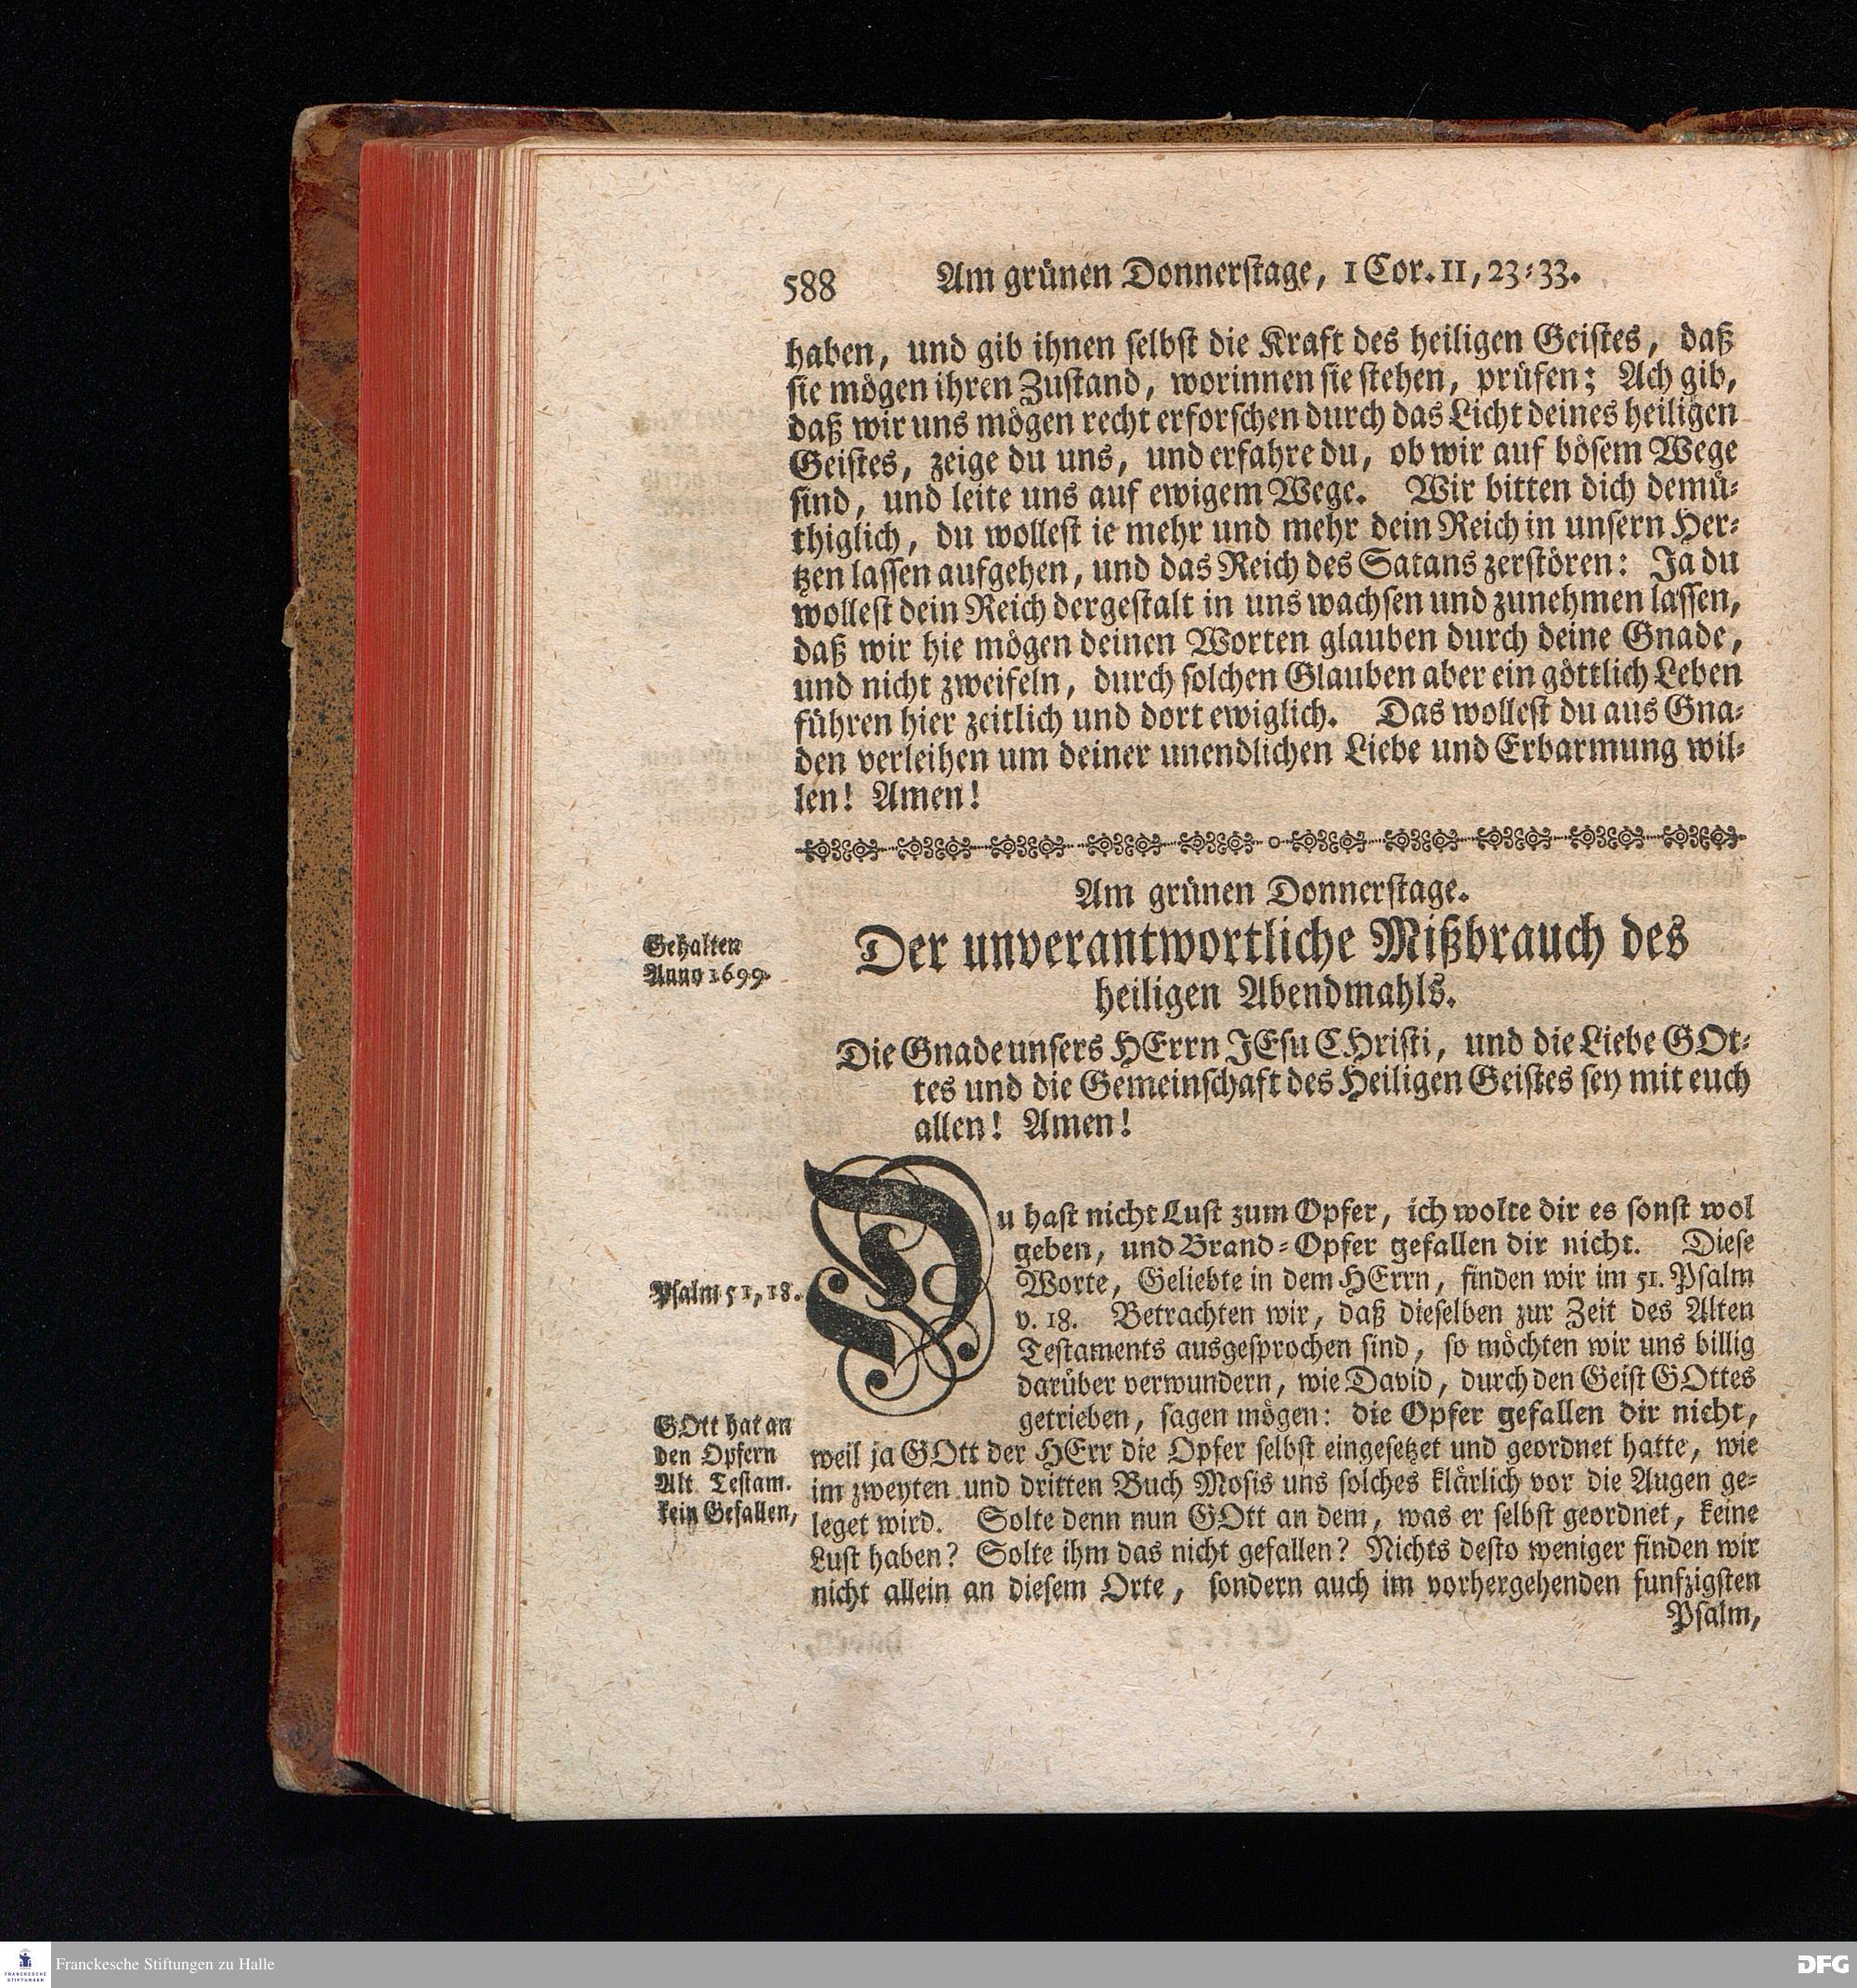 588 Am grünen Donnerſtage, 1 Cor. 11, 23⸗33.
haben, und gib ihnen ſelbſt die Kraft des heiligen Geiſtes, daß
ſie mögen ihren Zuſtand, worinnen ſie ſtehen, prüfen; Ach gib,
daß wir uns mögen recht erforſchen durch das Licht deines heiligen
Geiſtes, zeige du uns, und erfahre du, ob wir auf böſem Wege
ſind, und leite uns auf ewigem Wege. Wir bitten dich demü⸗
thiglich, du wolleſt ie mehr und mehr dein Reich in unſern Her⸗
tzen laſſen aufgehen, und das Reich des Satans zerſtören: Ja du
wolleſt dein Reich dergeſtalt in uns wachſen und zunehmen laſſen,
daß wir hie mögen deinen Worten glauben durch deine Gnade,
und nicht zweifeln, durch ſolchen Glauben aber ein göttlich Leben
führen hier zeitlich und dort ewiglich. Das wolleſt du aus Gna⸗
den verleihen um deiner unendlichen Liebe und Erbarmung wil⸗
len! Amen!
Am grünen Donnerſtage.
Gehalten
Anno 1699.
Der unverantwortliche Mißbrauch des
heiligen Abendmahls.
Die Gnade unſers HErrn JEſu CHriſti, und die Liebe GOt⸗
tes und die Gemeinſchaft des Heiligen Geiſtes ſey mit euch
allen! Amen!
Du haſt nicht Luſt zum Opfer, ich wolte dir es ſonſt wol
geben, und Brand⸗Opfer gefallen dir nicht. Dieſe
Worte, Geliebte in dem HErrn, finden wir im 51. Pſalm
Pſalm 51, 18.
v. 18. Betrachten wir, daß dieſelben zur Zeit des Alten
Teſtaments ausgeſprochen ſind, ſo möchten wir uns billig
darüber verwundern, wie David, durch den Geiſt GOttes
getrieben, ſagen mögen: die Opfer gefallen dir nicht,
GOtt hat an
den Opfern
Alt. Teſtam.
kein Gefallen,
weil ja GOtt der HErr die Opfer ſelbſt eingeſetzet und geordnet hatte, wie
im zweyten und dritten Buch Moſis uns ſolches klärlich vor die Augen ge⸗
leget wird. Solte denn nun GOtt an dem, was er ſelbſt geordnet, keine
Luſt haben? Solte ihm das nicht gefallen? Nichts deſto weniger finden wir
nicht allein an dieſem Orte, ſondern auch im vorhergehenden funfzigſten
Pſalm,
FRANCKESCHE
STIFTUNGEN
Franckesche Stiftungen zu Halle
DFG